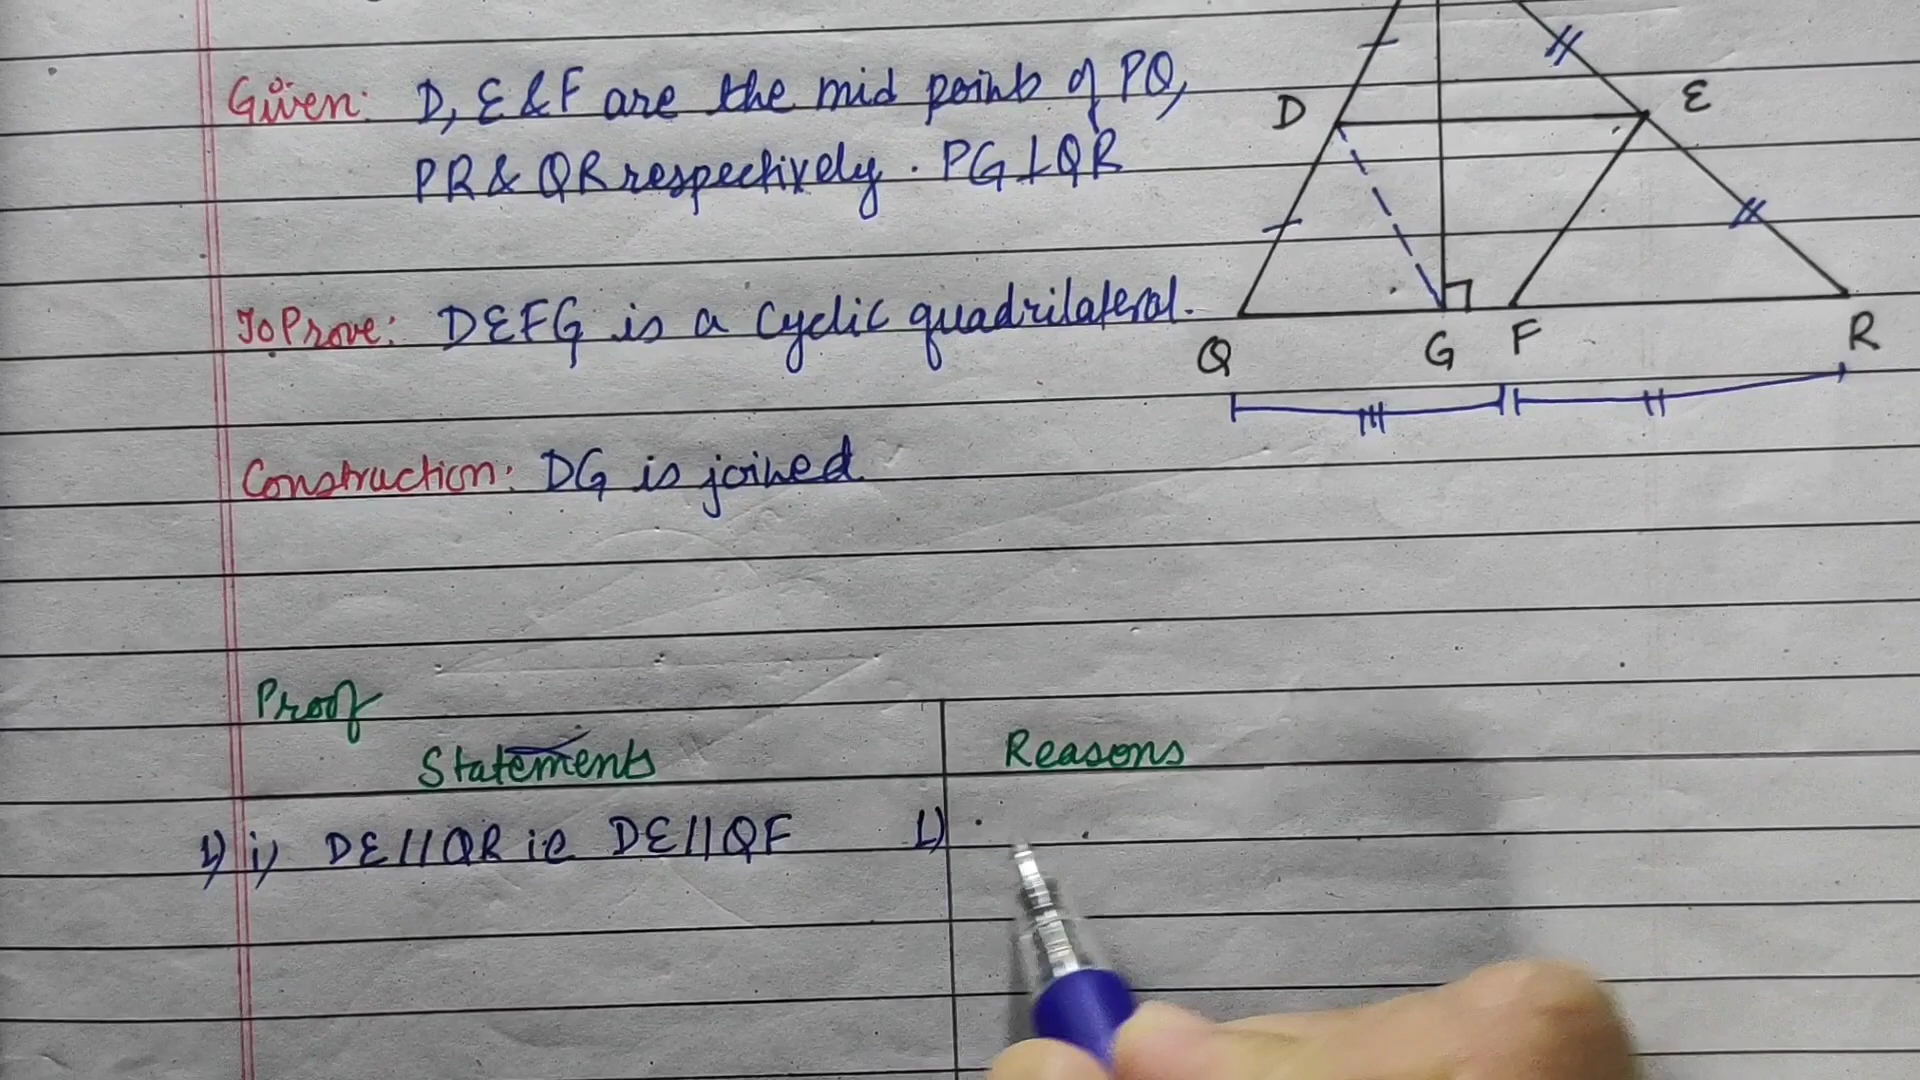 Given: D, E & F are the mid points of PQ,
PR & QR respectively. PG⊥QR
To Prove: DEFG is a Cyclic quadrilateral.
Construction: DG is joined
D
E
Q
G
F
R
Proof
Statements
Reasons
1) i) DE//QR ie DE//QF
1)